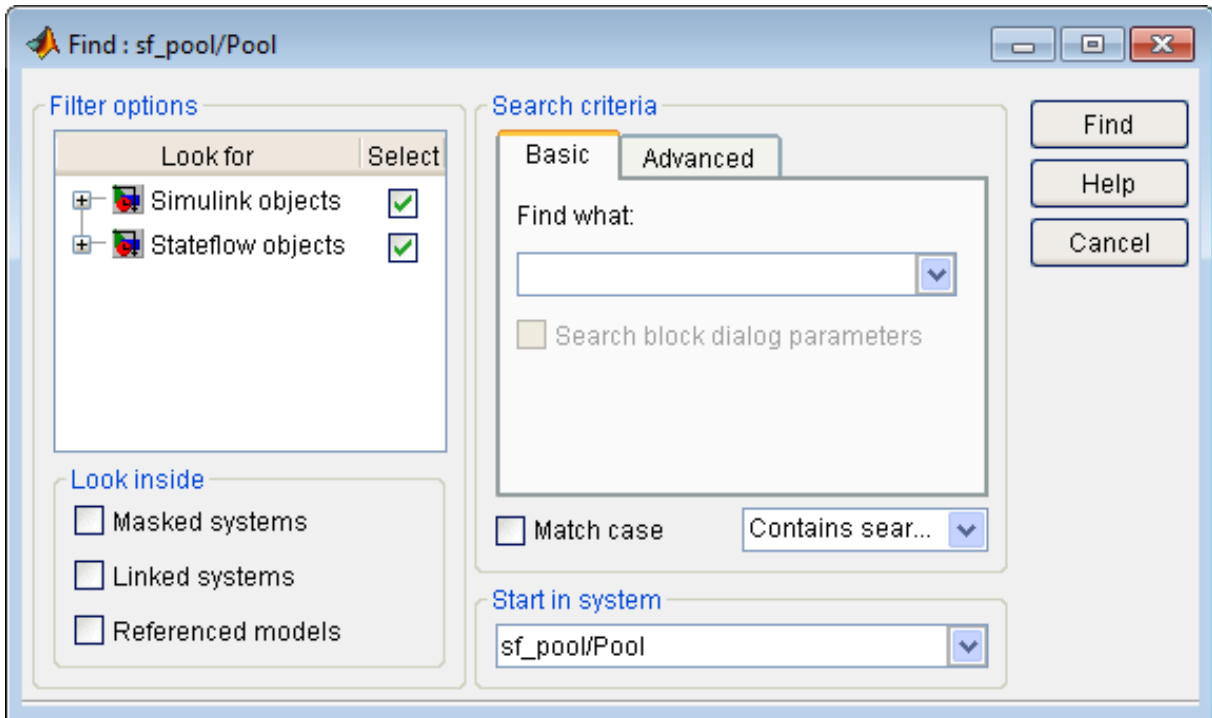 Find : sf_pool/Pool
Filter options
Look for Select
Simulink objects
Stateflow objects
Look inside
Masked systems
Linked systems
Referenced models
Search criteria
Basic Advanced
Find what:
Search block dialog parameters
Match case Contains sear...
Start in system
sf_pool/Pool
Find
Help
Cancel